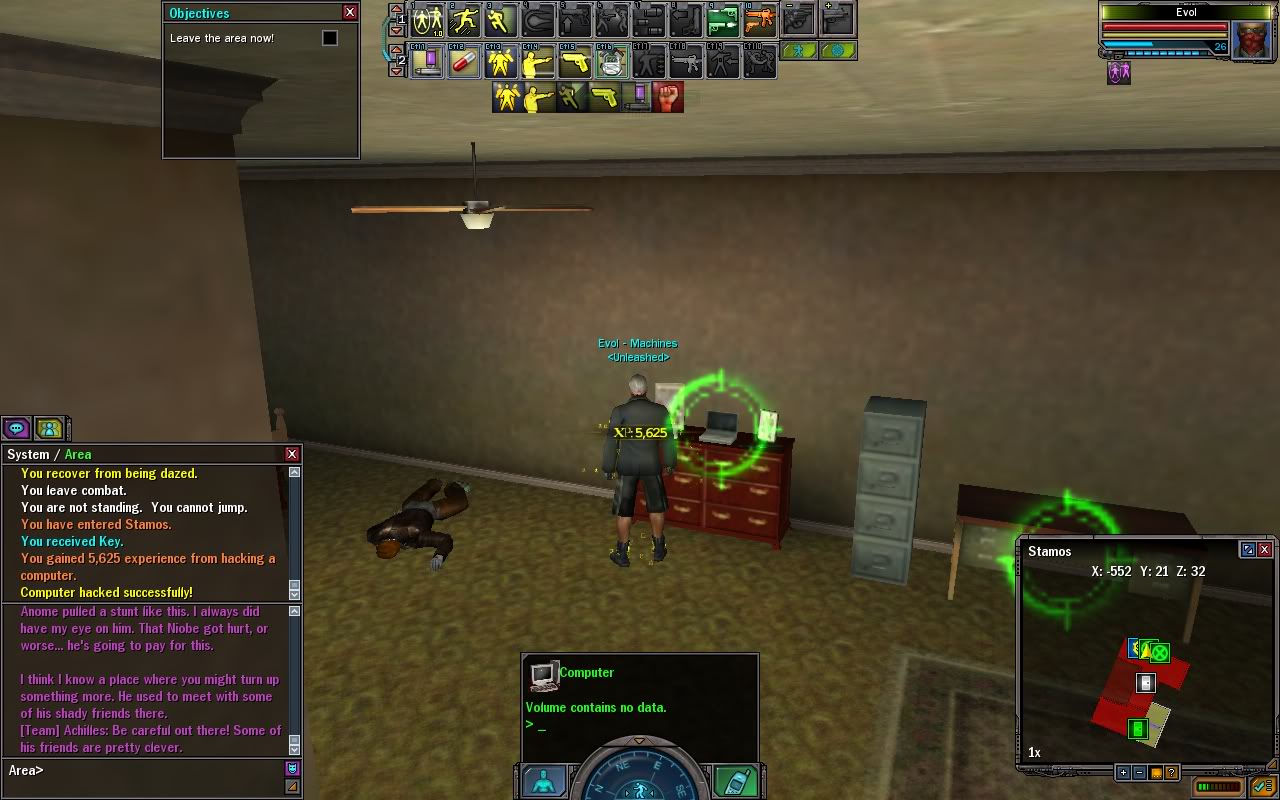 Objectives
X
Leave the area now!
1
2
1.0
Evol
26
Evol - Machines
<Unleashed>
XP: 5,625
System / Area
X
You recover from being dazed.
You leave combat.
You are not standing. You cannot jump.
You have entered Stamos.
You received Key.
You gained 5,625 experience from hacking a
computer.
Computer hacked successfully!
Anome pulled a stunt like this. I always did
have my eye on him. That Niobe got hurt, or
worse... he's going to pay for this.
I think I know a place where you might turn up
something more. He used to meet with some
of his shady friends there.
[Team] Achilles: Be careful out there! Some of
his friends are pretty clever.
Area>
Computer
Volume contains no data.
> _
N
NE
E
SE
Stamos
X
X: -552 Y: 21 Z: 32
1x
+ - ?